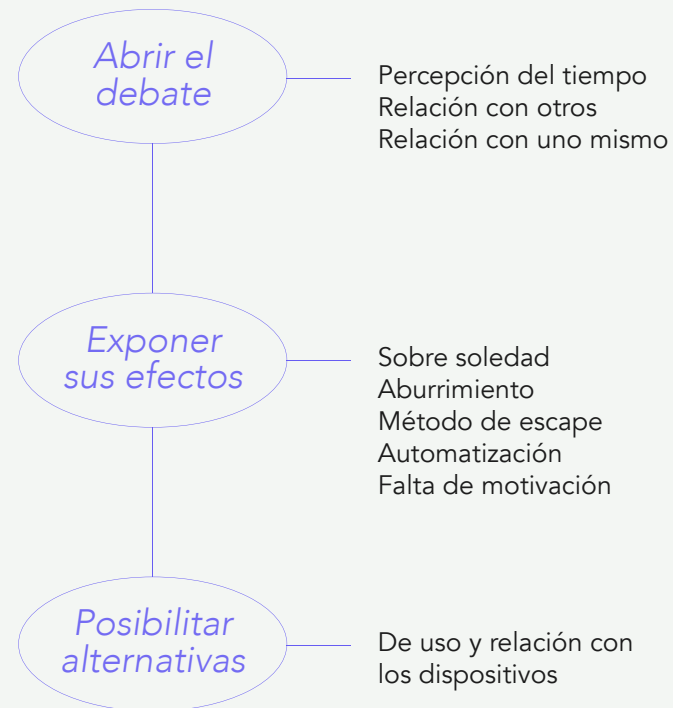 Abrir el
debate
Percepción del tiempo
Relación con otros
Relación con uno mismo
Exponer
sus efectos
Sobre soledad
Aburrimiento
Método de escape
Automatización
Falta de motivación
Posibilitar
alternativas
De uso y relación con
los dispositivos